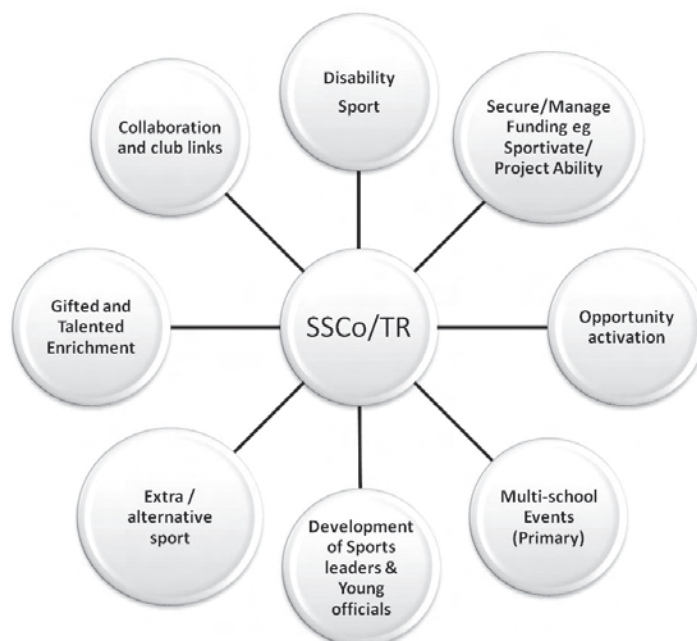 Disability
Sport
Secure/Manage
Funding eg
Sportivate/
Project Ability
Opportunity
activation
Multi-school
Events
(Primary)
Development
of Sports
leaders &
Young
officials
Extra /
alternative
sport
Gifted and
Talented
Enrichment
Collaboration
and club links
SSCo/TR